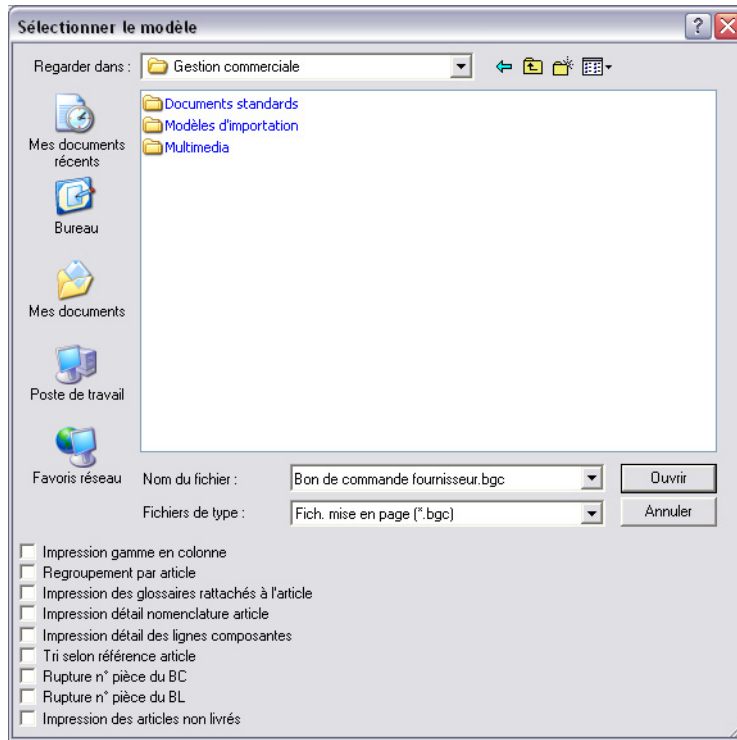 Sélectionner le modèle
Regarder dans :
Gestion commerciale
Mes documents
récents
Bureau
Mes documents
Poste de travail
Favoris réseau
Documents standards
Modèles d'importation
Multimedia
Nom du fichier :
Bon de commande fournisseur.bgc
Ouvrir
Fichiers de type :
Fich. mise en page (*.bgc)
Annuler
Impression gamme en colonne
Regroupement par article
Impression des glossaires rattachés à l'article
Impression détail nomenclature article
Impression détail des lignes composantes
Tri selon référence article
Rupture n° pièce du BC
Rupture n° pièce du BL
Impression des articles non livrés